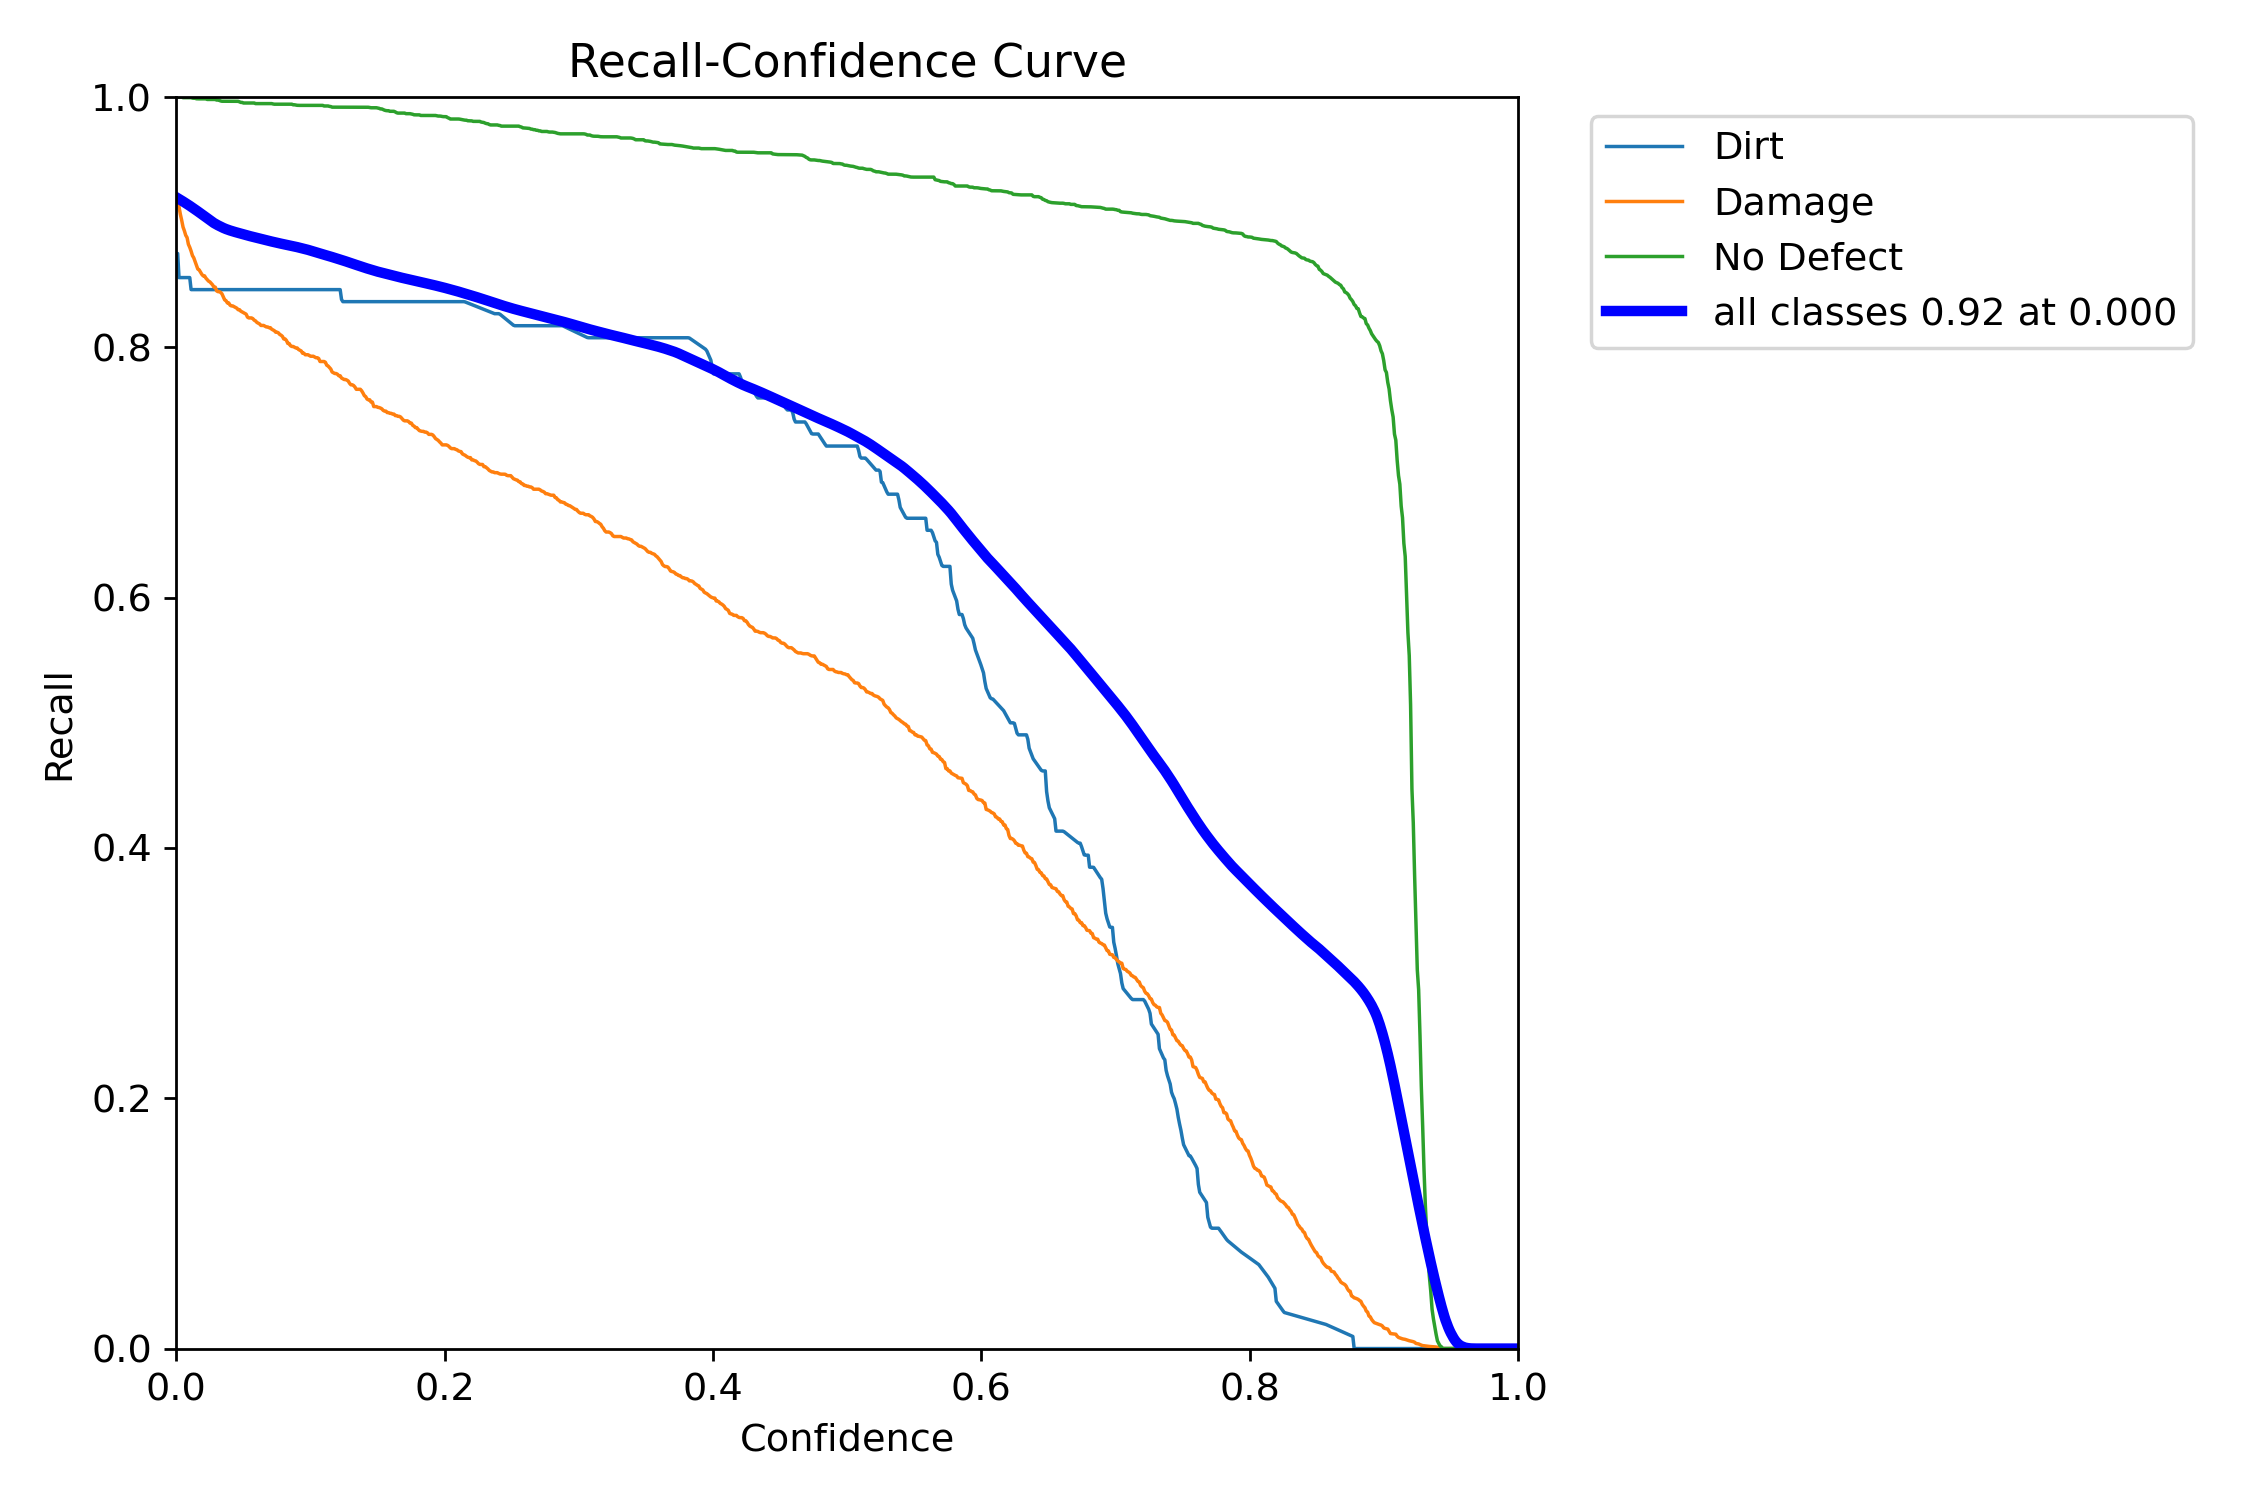 Recall-Confidence Curve
1.0
0.8
0.6
0.4
0.2
0.0
Recall
0.0 0.2 0.4 0.6 0.8 1.0
Confidence
Dirt
Damage
No Defect
all classes 0.92 at 0.000